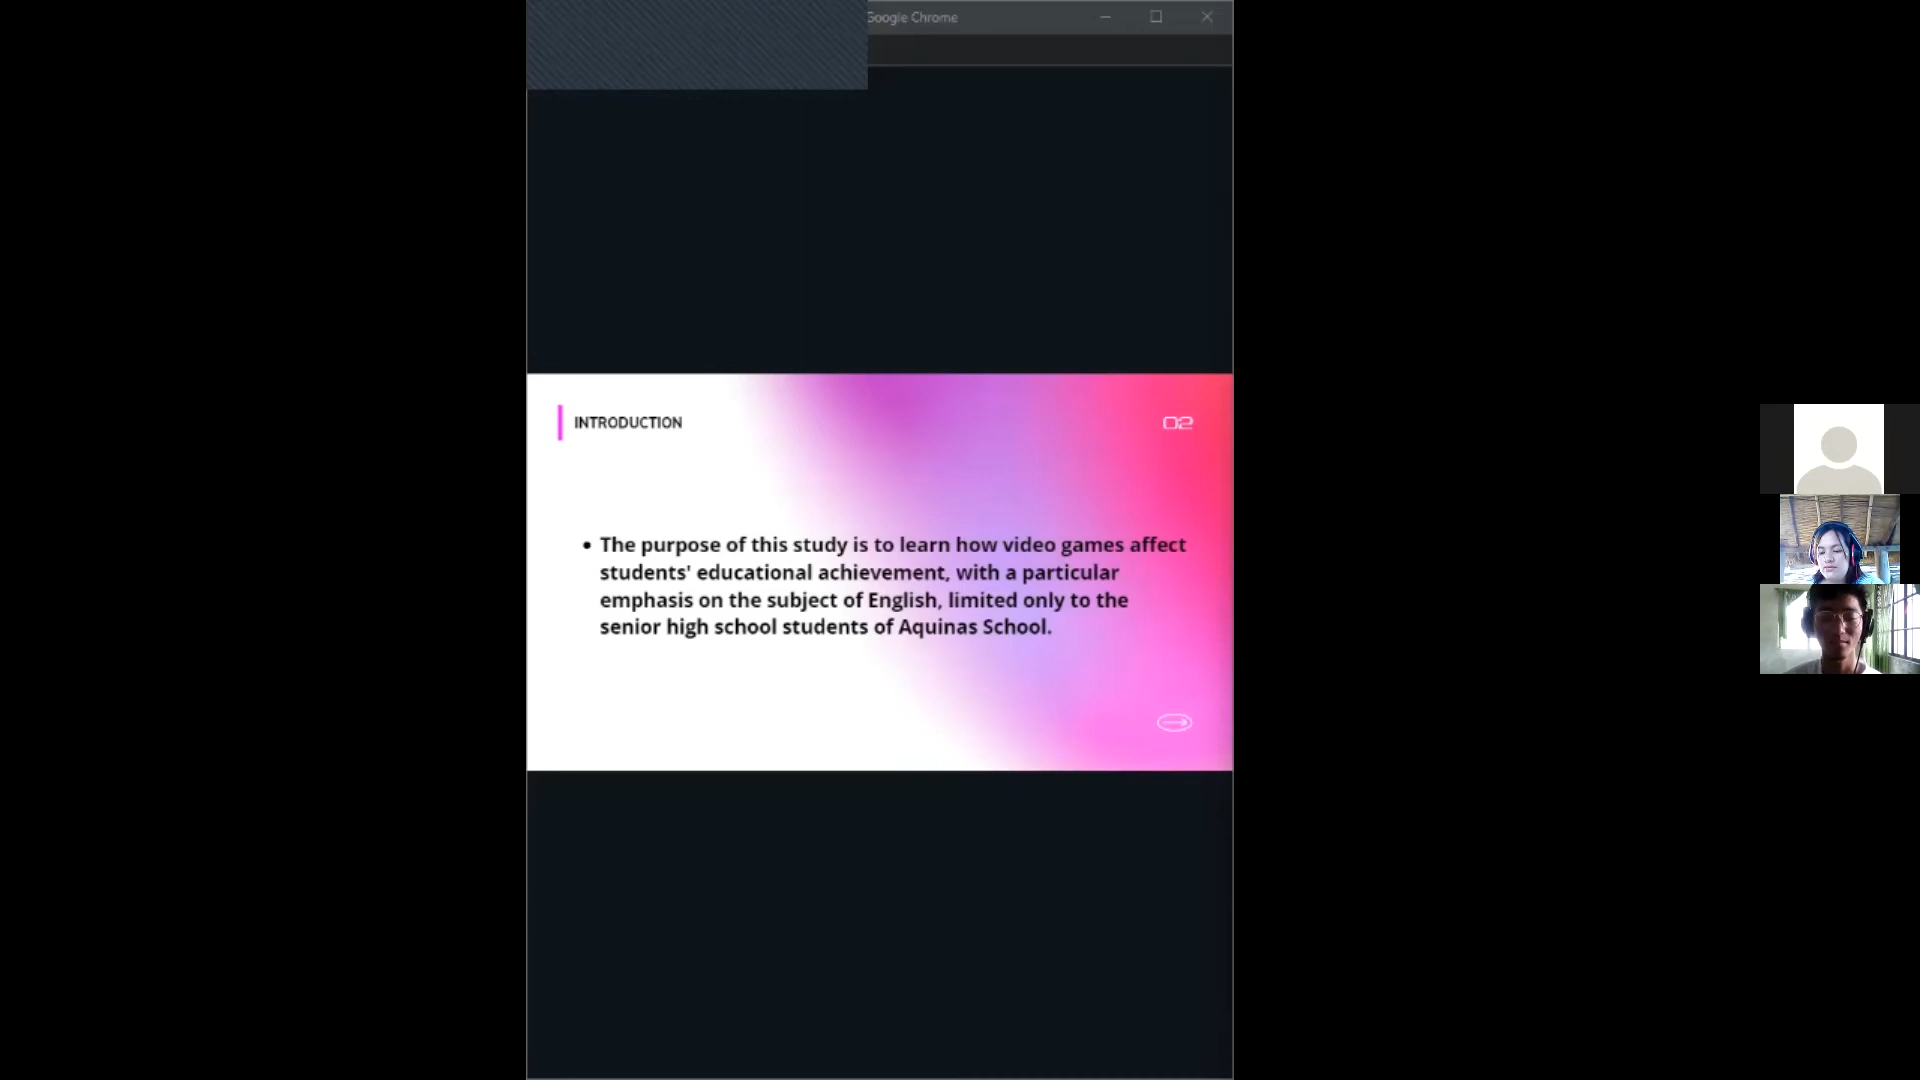 Google Chrome
INTRODUCTION
02
• The purpose of this study is to learn how video games affect
students' educational achievement, with a particular
emphasis on the subject of English, limited only to the
senior high school students of Aquinas School.